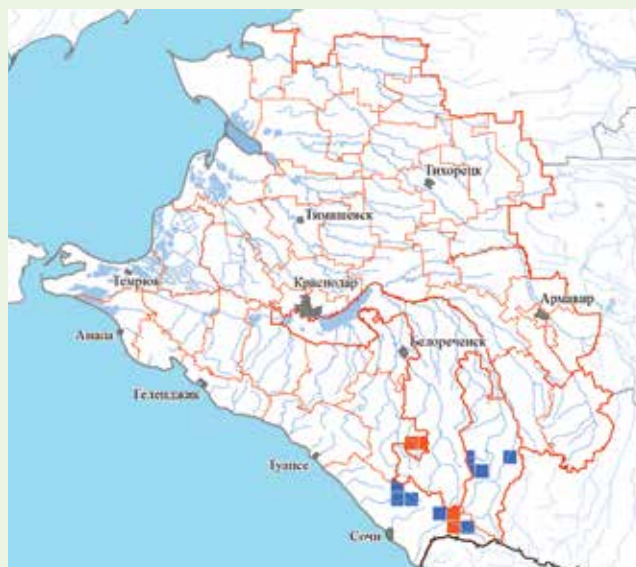 Тихорецк
Тимашевск
Темрюк
Краснодар
Армавир
Анапа
Белореченск
Геленджик
Туапсе
Сочи